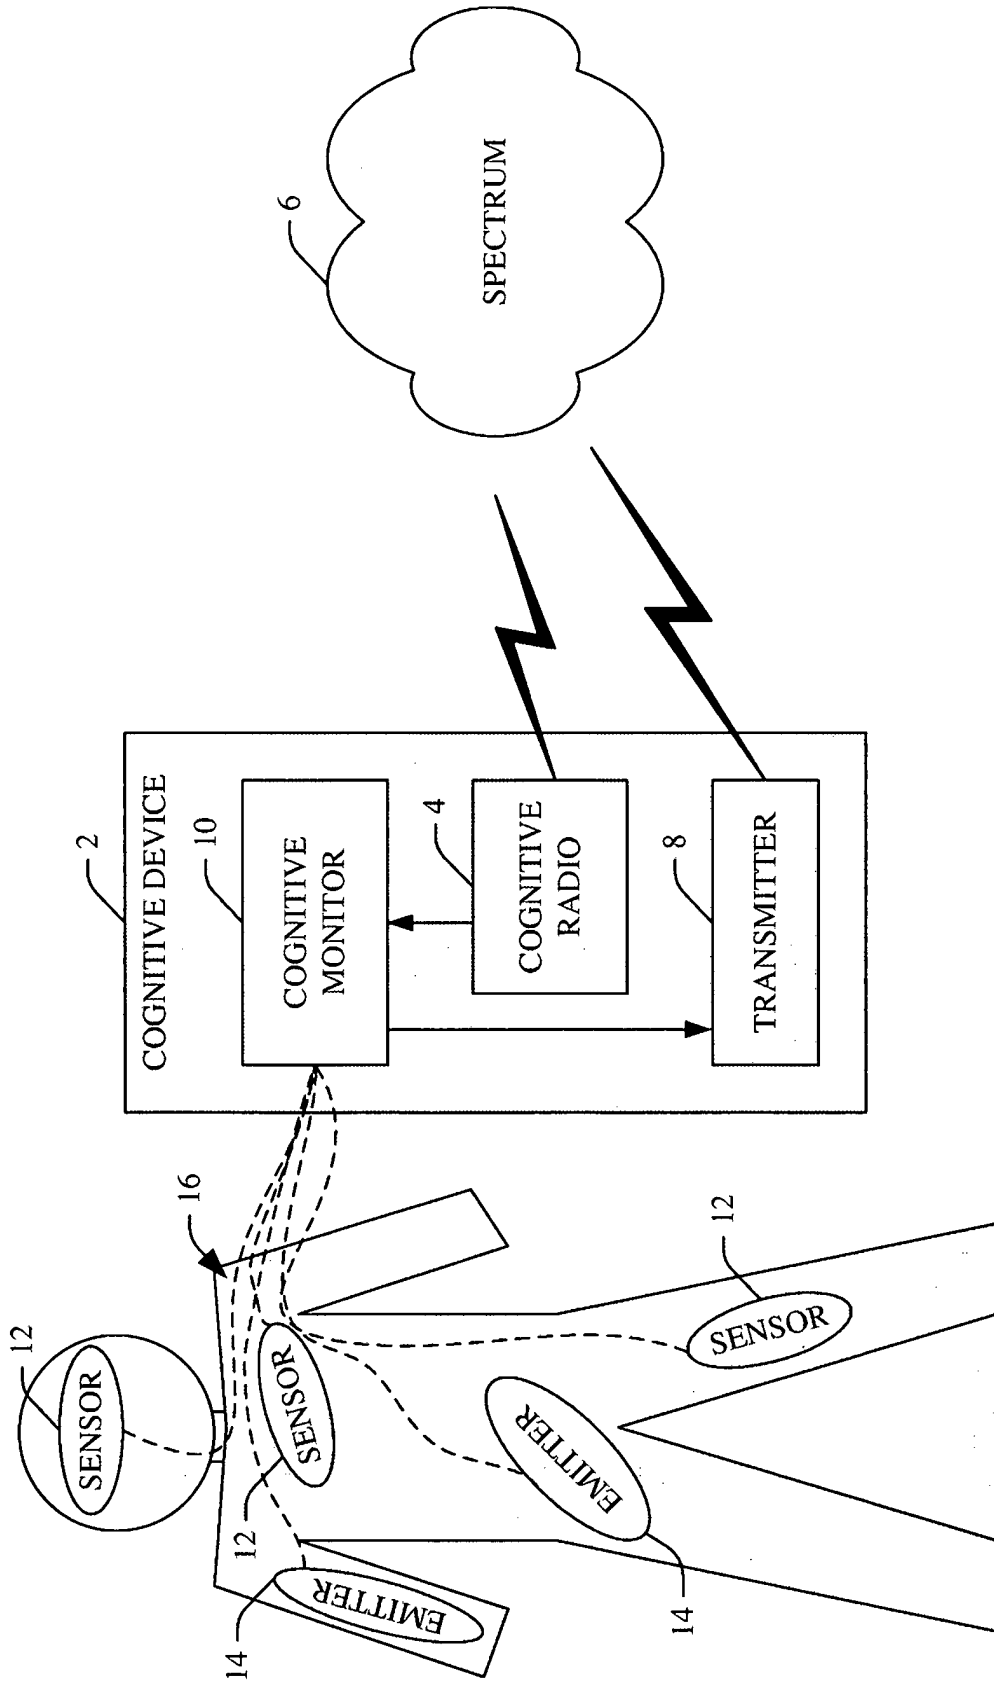 12
SENSOR
16
14
EMITTER
12
SENSOR
EMITTER
14
12
SENSOR
2
COGNITIVE DEVICE
10
COGNITIVE
MONITOR
4
COGNITIVE
RADIO
8
TRANSMITTER
6
SPECTRUM